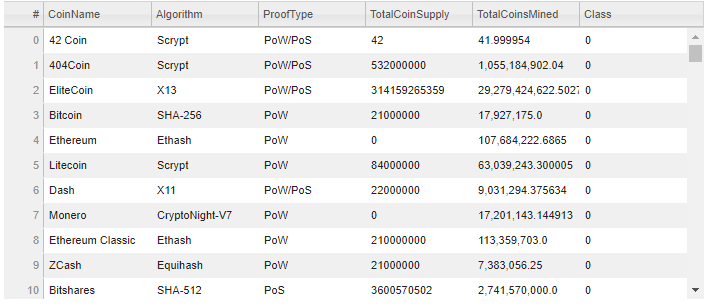 # CoinName Algorithm ProofType TotalCoinSupply TotalCoinsMined Class
0 42 Coin Scrypt PoW/PoS 42 41.999954 0
1 404Coin Scrypt PoW/PoS 532000000 1,055,184,902.04 0
2 EliteCoin X13 PoW/PoS 314159265359 29,279,424,622.5027 0
3 Bitcoin SHA-256 PoW 21000000 17,927,175.0 0
4 Ethereum Ethash PoW 0 107,684,222.6865 0
5 Litecoin Scrypt PoW 84000000 63,039,243.300005 0
6 Dash X11 PoW/PoS 22000000 9,031,294.375634 0
7 Monero CryptoNight-V7 PoW 0 17,201,143.144913 0
8 Ethereum Classic Ethash PoW 210000000 113,359,703.0 0
9 ZCash Equihash PoW 21000000 7,383,056.25 0
10 Bitshares SHA-512 PoS 3600570502 2,741,570,000.0 0